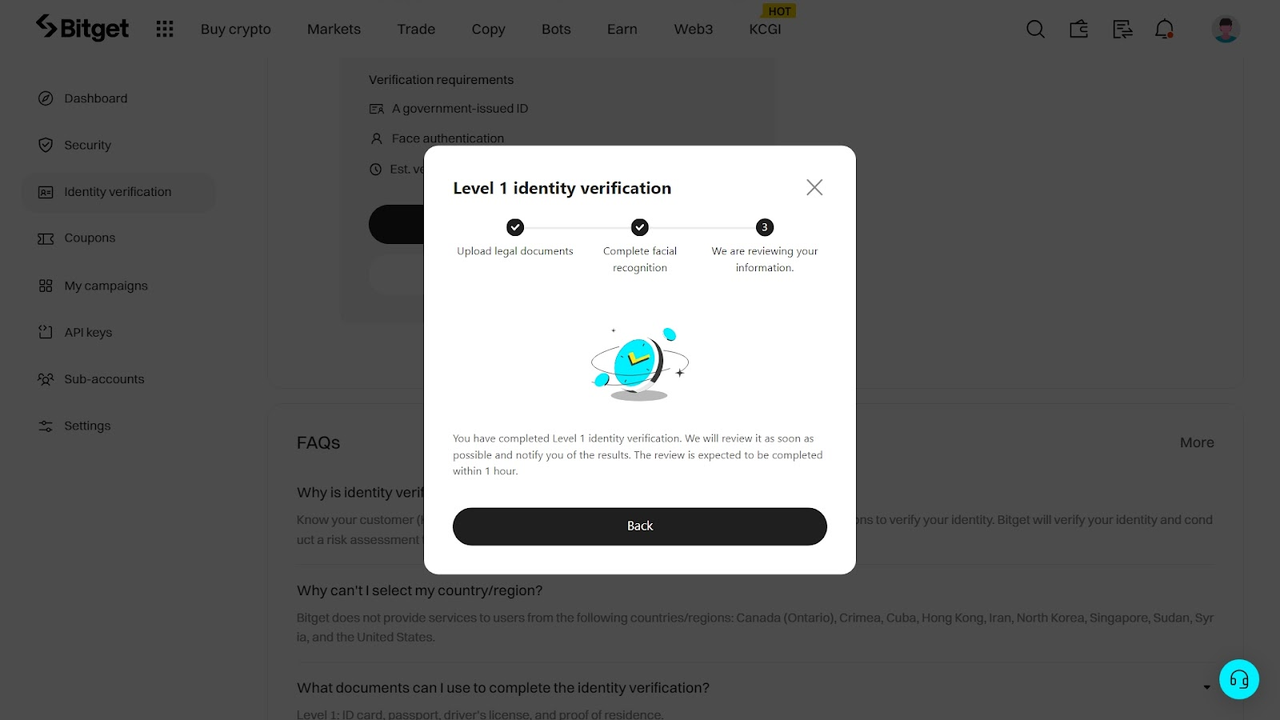 Bitget
Buy crypto
Markets
Trade
Copy
Bots
Earn
Web3
HOT
KCGI
Dashboard
Security
Identity verification
Coupons
My campaigns
API keys
Sub-accounts
Settings
Verification requirements
A government-issued ID
Face authentication
Est. ve
Level 1 identity verification
3
Upload legal documents
Complete facial
recognition
We are reviewing your
information.
You have completed Level 1 identity verification. We will review it as soon as
possible and notify you of the results. The review is expected to be completed
within 1 hour.
Back
FAQs
More
Why is identity verif
Know your customer (
ns to verify your identity. Bitget will verify your identity and cond
uct a risk assessment
Why can't I select my country/region?
Bitget does not provide services to users from the following countries/regions: Canada (Ontario), Crimea, Cuba, Hong Kong, Iran, North Korea, Singapore, Sudan, Syr
ia, and the United States.
What documents can I use to complete the identity verification?
Level 1: ID card, passport, driver's license, and proof of residence.